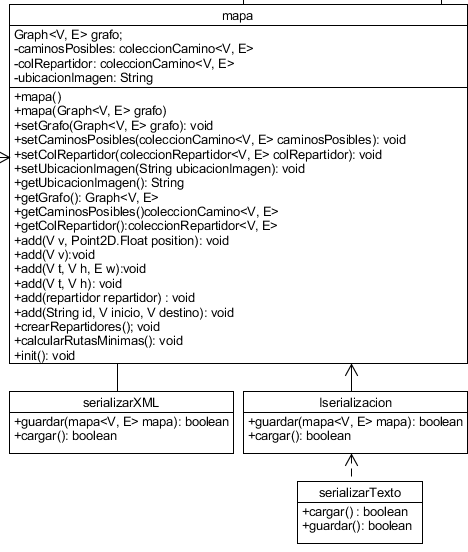 mapa
Graph<V, E> grafo;
-caminosPosibles: coleccionCamino<V, E>
-colRepartidor: coleccionCamino<V, E>
-ubicacionImagen: String
+mapa()
+mapa(Graph<V, E> grafo)
+setGrafo(Graph<V, E> grafo): void
+setCaminosPosibles(coleccionCamino<V, E> caminosPosibles): void
+setColRepartidor(coleccionRepartidor<V, E> colRepartidor): void
+setUbicacionImagen(String ubicacionImagen): void
+getUbicacionImagen(): String
+getGrafo(): Graph<V, E>
+getCaminosPosibles()coleccionCamino<V, E>
+getColRepartidor():coleccionRepartidor<V, E>
+add(V v, Point2D.Float position): void
+add(V v):void
+add(V t, V h, E w):void
+add(V t, V h): void
+add(repartidor repartidor) : void
+add(String id, V inicio, V destino): void
+crearRepartidores(); void
+calcularRutasMinimas(): void
+init(): void
serializarXML
+guardar(mapa<V, E> mapa): boolean
+cargar(): boolean
Iserializacion
+guardar(mapa<V, E> mapa): boolean
+cargar(): boolean
serializarTexto
+cargar() : boolean
+guardar(): boolean